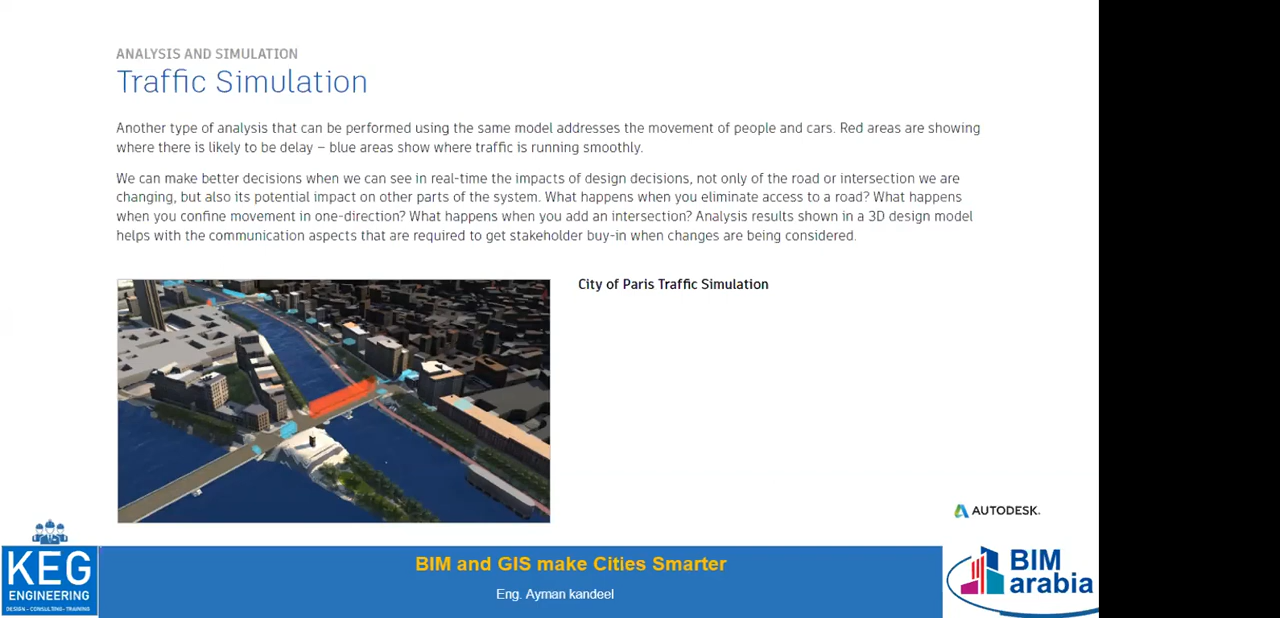 ANALYSIS AND SIMULATION
Traffic Simulation
Another type of analysis that can be performed using the same model addresses the movement of people and cars. Red areas are showing
where there is likely to be delay – blue areas show where traffic is running smoothly.
We can make better decisions when we can see in real-time the impacts of design decisions, not only of the road or intersection we are
changing, but also its potential impact on other parts of the system. What happens when you eliminate access to a road? What happens
when you confine movement in one-direction? What happens when you add an intersection? Analysis results shown in a 3D design model
helps with the communication aspects that are required to get stakeholder buy-in when changes are being considered.
City of Paris Traffic Simulation
AUTODESK.
KEG
ENGINEERING
DESIGN - CONSULTING- TRAINING
BIM and GIS make Cities Smarter
Eng. Ayman kandeel
BIM
arabia